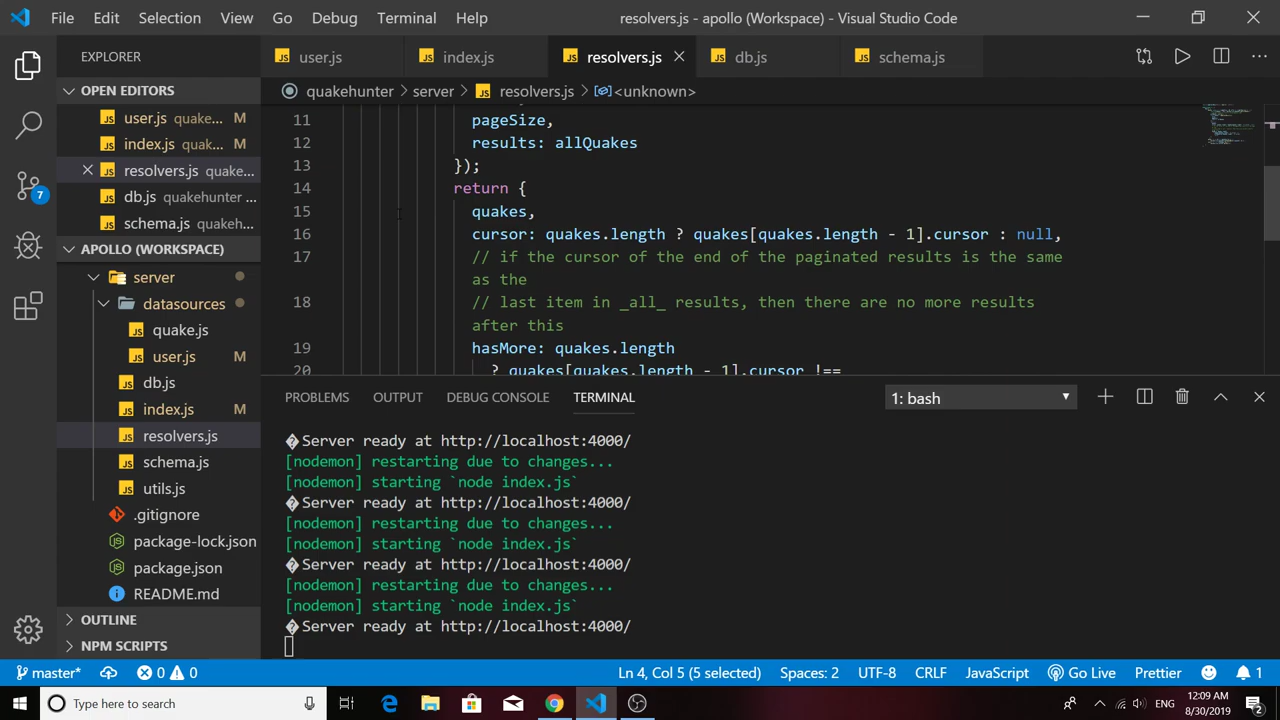 File Edit Selection View Go Debug Terminal Help resolvers.js - apollo (Workspace) - Visual Studio Code
EXPLORER
user.js index.js resolvers.js db.js schema.js
OPEN EDITORS
quakehunter > server > resolvers.js > <unknown>
user.js quake... M
index.js quak... M
resolvers.js quake...
db.js quakehunter ...
schema.js quakeh...
7
APOLLO (WORKSPACE)
server
datasources
quake.js
user.js M
db.js
index.js M
resolvers.js
schema.js
utils.js
.gitignore
package-lock.json
package.json
README.md
OUTLINE
NPM SCRIPTS
11 pageSize,
12 results: allQuakes
13 });
14 return {
15 quakes,
16 cursor: quakes.length ? quakes[quakes.length - 1].cursor : null,
17 // if the cursor of the end of the paginated results is the same
as the
18 // last item in _all_ results, then there are no more results
after this
19 hasMore: quakes.length
20 ? quakes[quakes.length - 1].cursor !==
PROBLEMS OUTPUT DEBUG CONSOLE TERMINAL 1: bash
�Server ready at http://localhost:4000/
[nodemon] restarting due to changes...
[nodemon] starting `node index.js`
�Server ready at http://localhost:4000/
[nodemon] restarting due to changes...
[nodemon] starting `node index.js`
�Server ready at http://localhost:4000/
[nodemon] restarting due to changes...
[nodemon] starting `node index.js`
�Server ready at http://localhost:4000/
master* 0 0 Ln 4, Col 5 (5 selected) Spaces: 2 UTF-8 CRLF JavaScript Go Live Prettier 1
Type here to search ENG 12:09 AM
8/30/2019 2